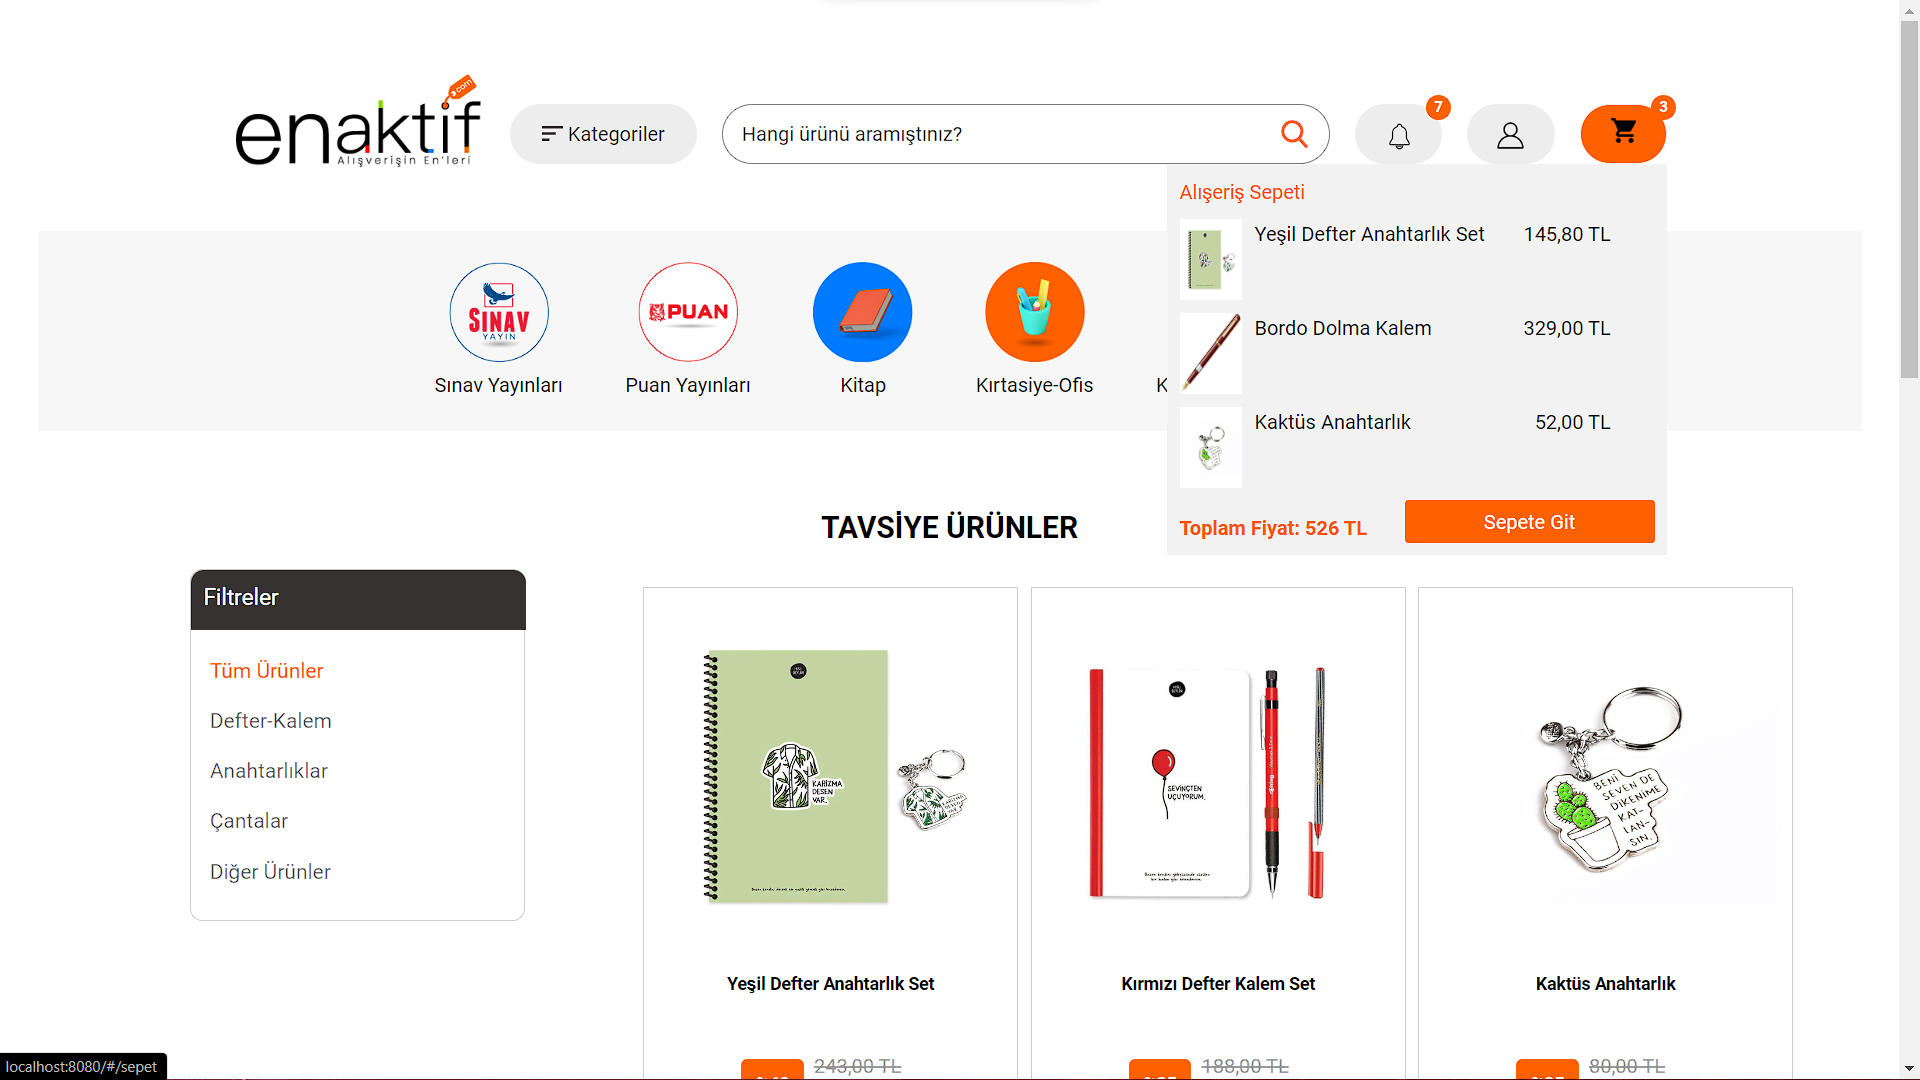 enaktif
.com
Alışverişin En'leri
Kategoriler
Hangi ürünü aramıştınız?
7
3
Alışeriş Sepeti
Yeşil Defter Anahtarlık Set 145,80 TL
Bordo Dolma Kalem 329,00 TL
Kaktüs Anahtarlık 52,00 TL
Toplam Fiyat: 526 TL
Sepete Git
SINAV
YAYIN
PUAN
Sınav Yayınları
Puan Yayınları
Kitap
Kırtasiye-Ofis
K
TAVSİYE ÜRÜNLER
Filtreler
Tüm Ürünler
Defter-Kalem
Anahtarlıklar
Çantalar
Diğer Ürünler
KARİZMA
DESEN
VAR.
SEVİNÇTEN
UÇUYORUM.
BENİ
SEVEN DE
DİKENİME
KAT-
LAN-
SIN.
Yeşil Defter Anahtarlık Set
Kırmızı Defter Kalem Set
Kaktüs Anahtarlık
243,00 TL
188,00 TL
80,00 TL
localhost:8080/#/sepet